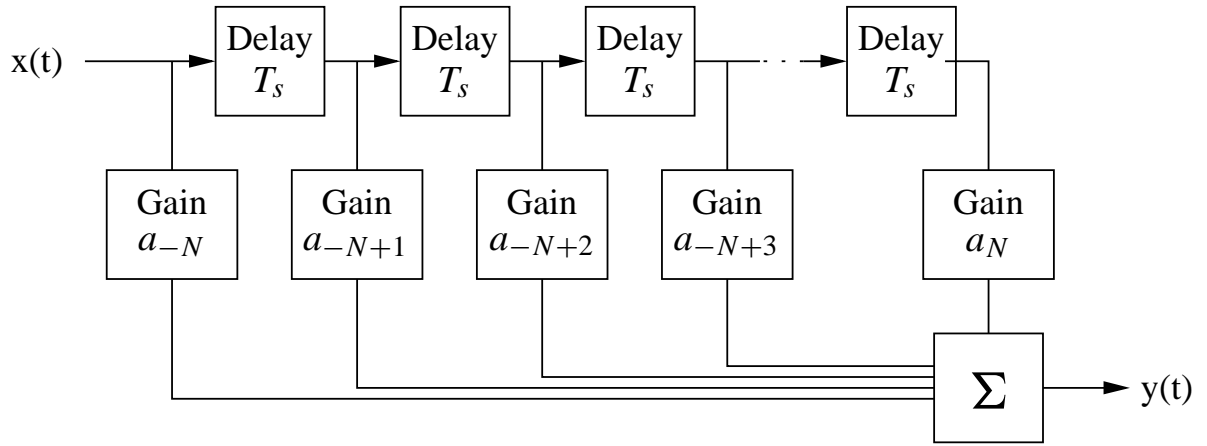 x(t)
Delay
T_s
Delay
T_s
Delay
T_s
. .
Delay
T_s
Gain
a_{-N}
Gain
a_{-N+1}
Gain
a_{-N+2}
Gain
a_{-N+3}
Gain
a_N
Σ
y(t)